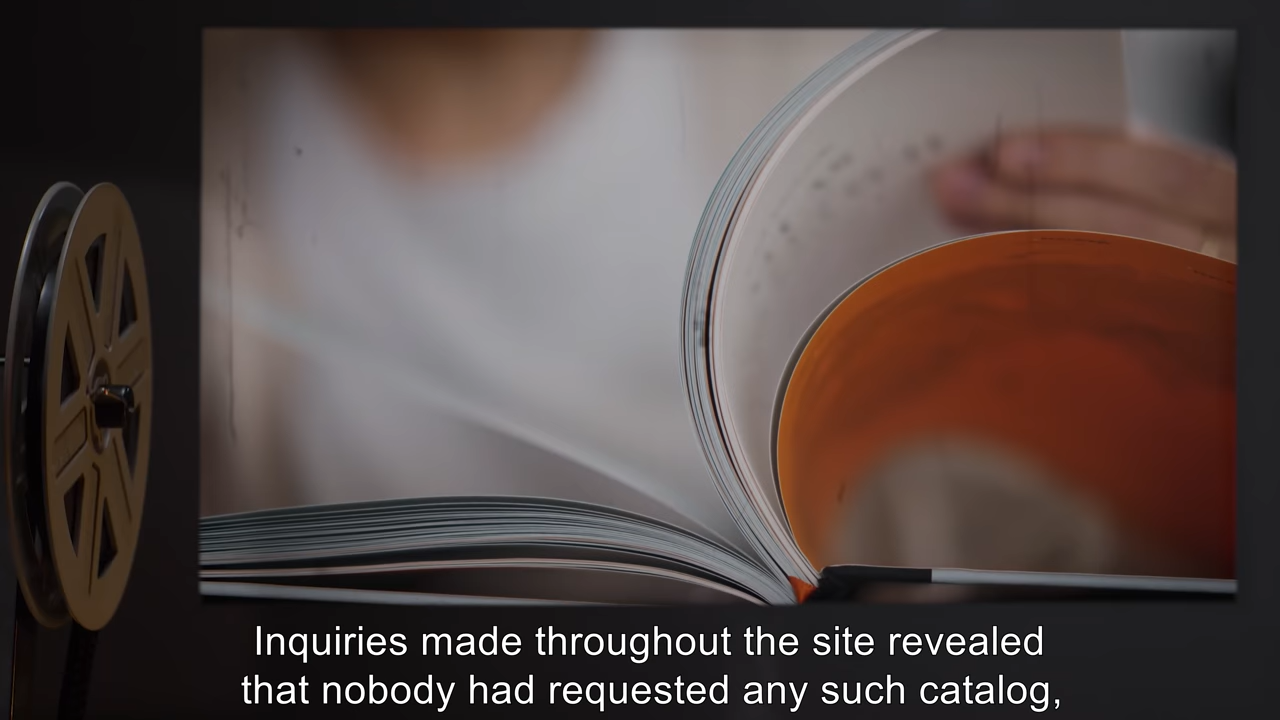 Inquiries made throughout the site revealed
that nobody had requested any such catalog,